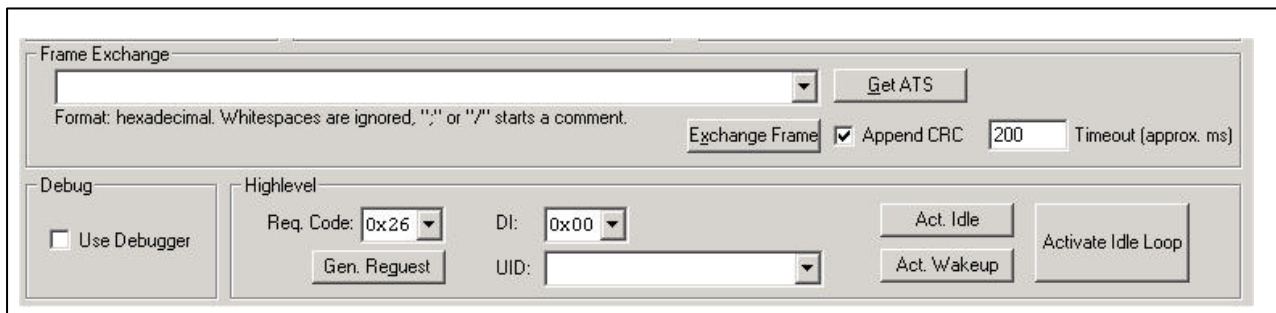 Frame Exchange
Get ATS
Format: hexadecimal. Whitespaces are ignored, ";" or "/" starts a comment.
Exchange Frame Append CRC 200 Timeout (approx. ms)
Debug Highlevel
Use Debugger
Req. Code: 0x26 DI: 0x00 Act. Idle
Activate Idle Loop
Gen. Reguest UID: Act. Wakeup